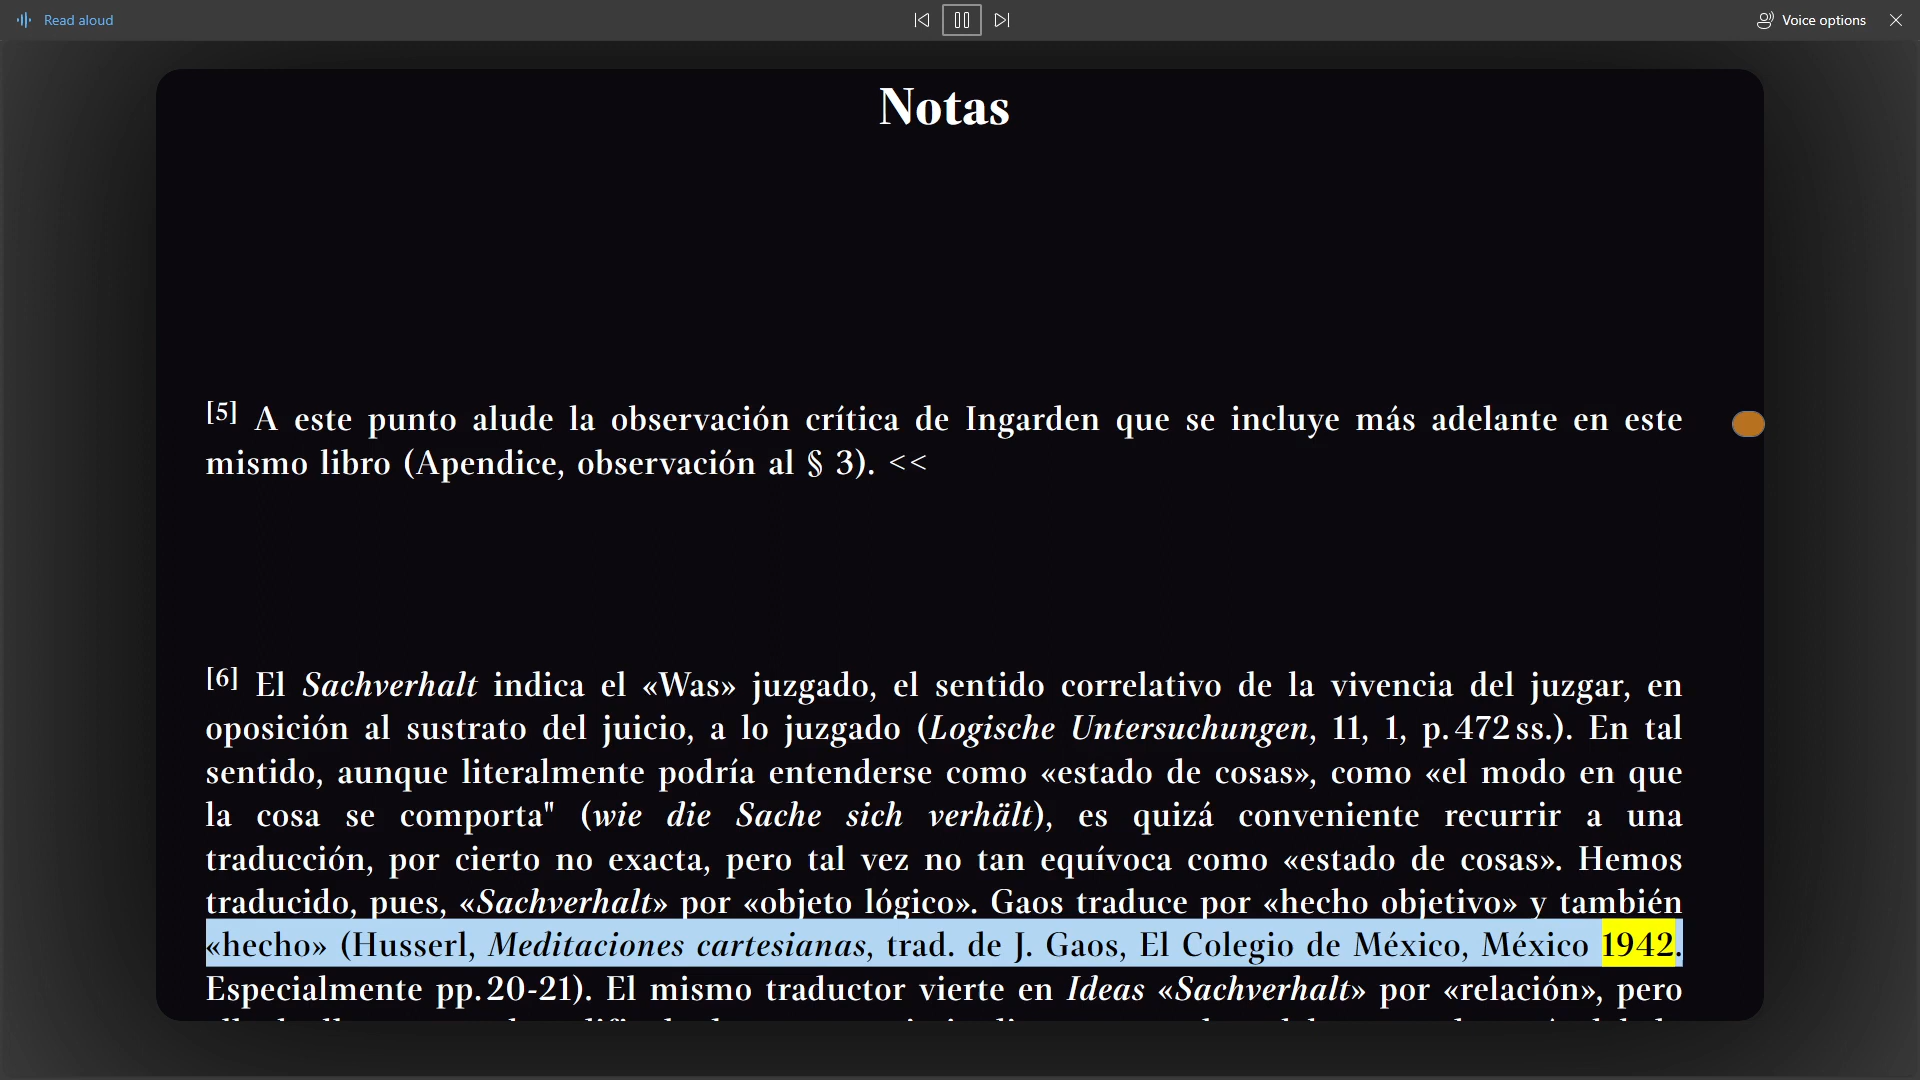 Read aloud
Voice options
Notas
[5] A este punto alude la observación crítica de Ingarden que se incluye más adelante en este
mismo libro (Apendice, observación al § 3). <<
[6] El Sachverhalt indica el «Was» juzgado, el sentido correlativo de la vivencia del juzgar, en
oposición al sustrato del juicio, a lo juzgado (Logische Untersuchungen, 11, 1, p. 472 ss.). En tal
sentido, aunque literalmente podría entenderse como «estado de cosas», como «el modo en que
la cosa se comporta" (wie die Sache sich verhält), es quizá conveniente recurrir a una
traducción, por cierto no exacta, pero tal vez no tan equívoca como «estado de cosas». Hemos
traducido, pues, «Sachverhalt» por «objeto lógico». Gaos traduce por «hecho objetivo» y también
«hecho» (Husserl, Meditaciones cartesianas, trad. de J. Gaos, El Colegio de México, México 1942.
Especialmente pp. 20-21). El mismo traductor vierte en Ideas «Sachverhalt» por «relación», pero